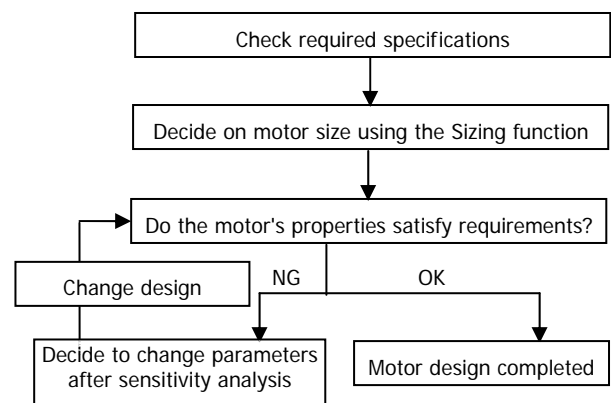 Check required specifications
Decide on motor size using the Sizing function
Do the motor's properties satisfy requirements?
NG
OK
Change design
Decide to change parameters
after sensitivity analysis
Motor design completed